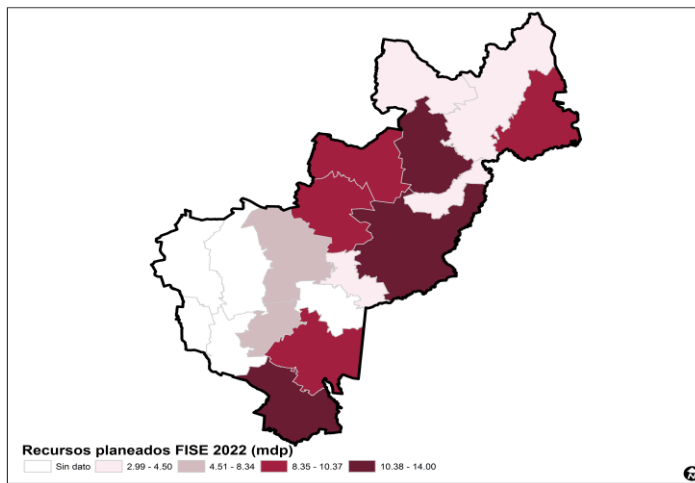 Recursos planeados FISE 2022 (mdp)
Sin dato 2.99 - 4.50 4.51 - 8.34 8.35 - 10.37 10.38 - 14.00